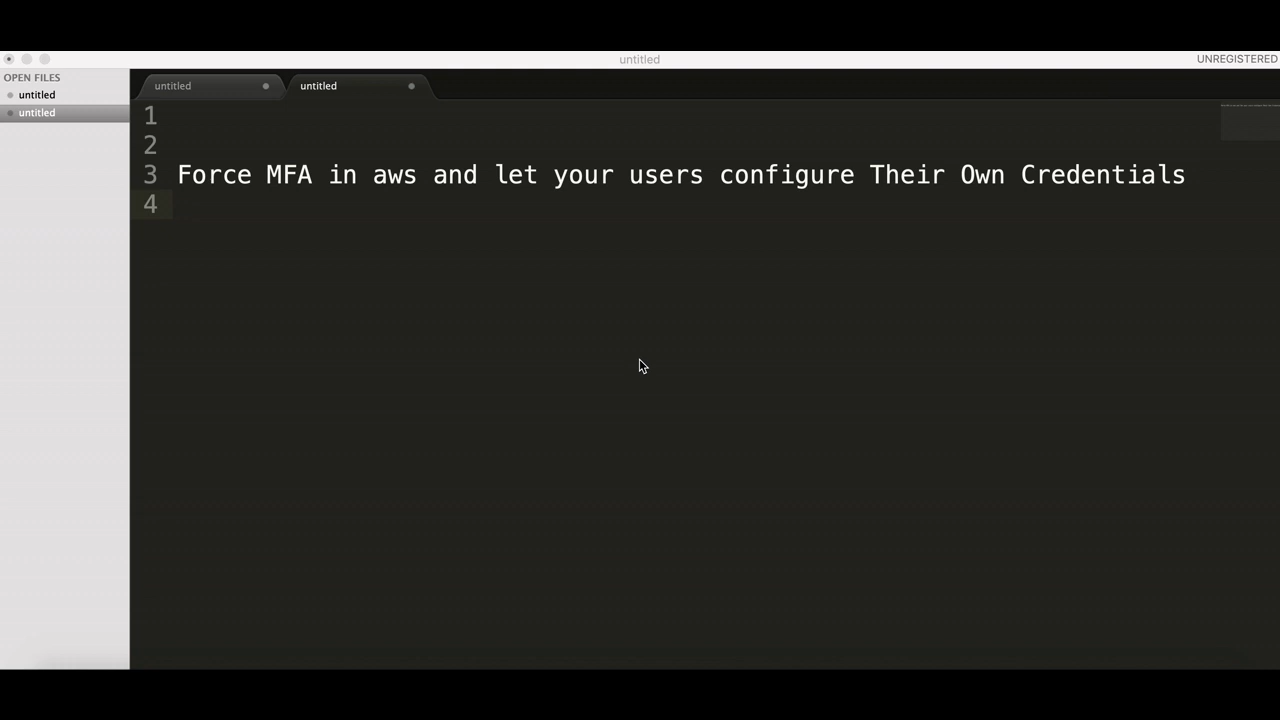 untitled
UNREGISTERED
OPEN FILES
untitled
untitled
untitled
untitled
1
2
3 Force MFA in aws and let your users configure Their Own Credentials
4